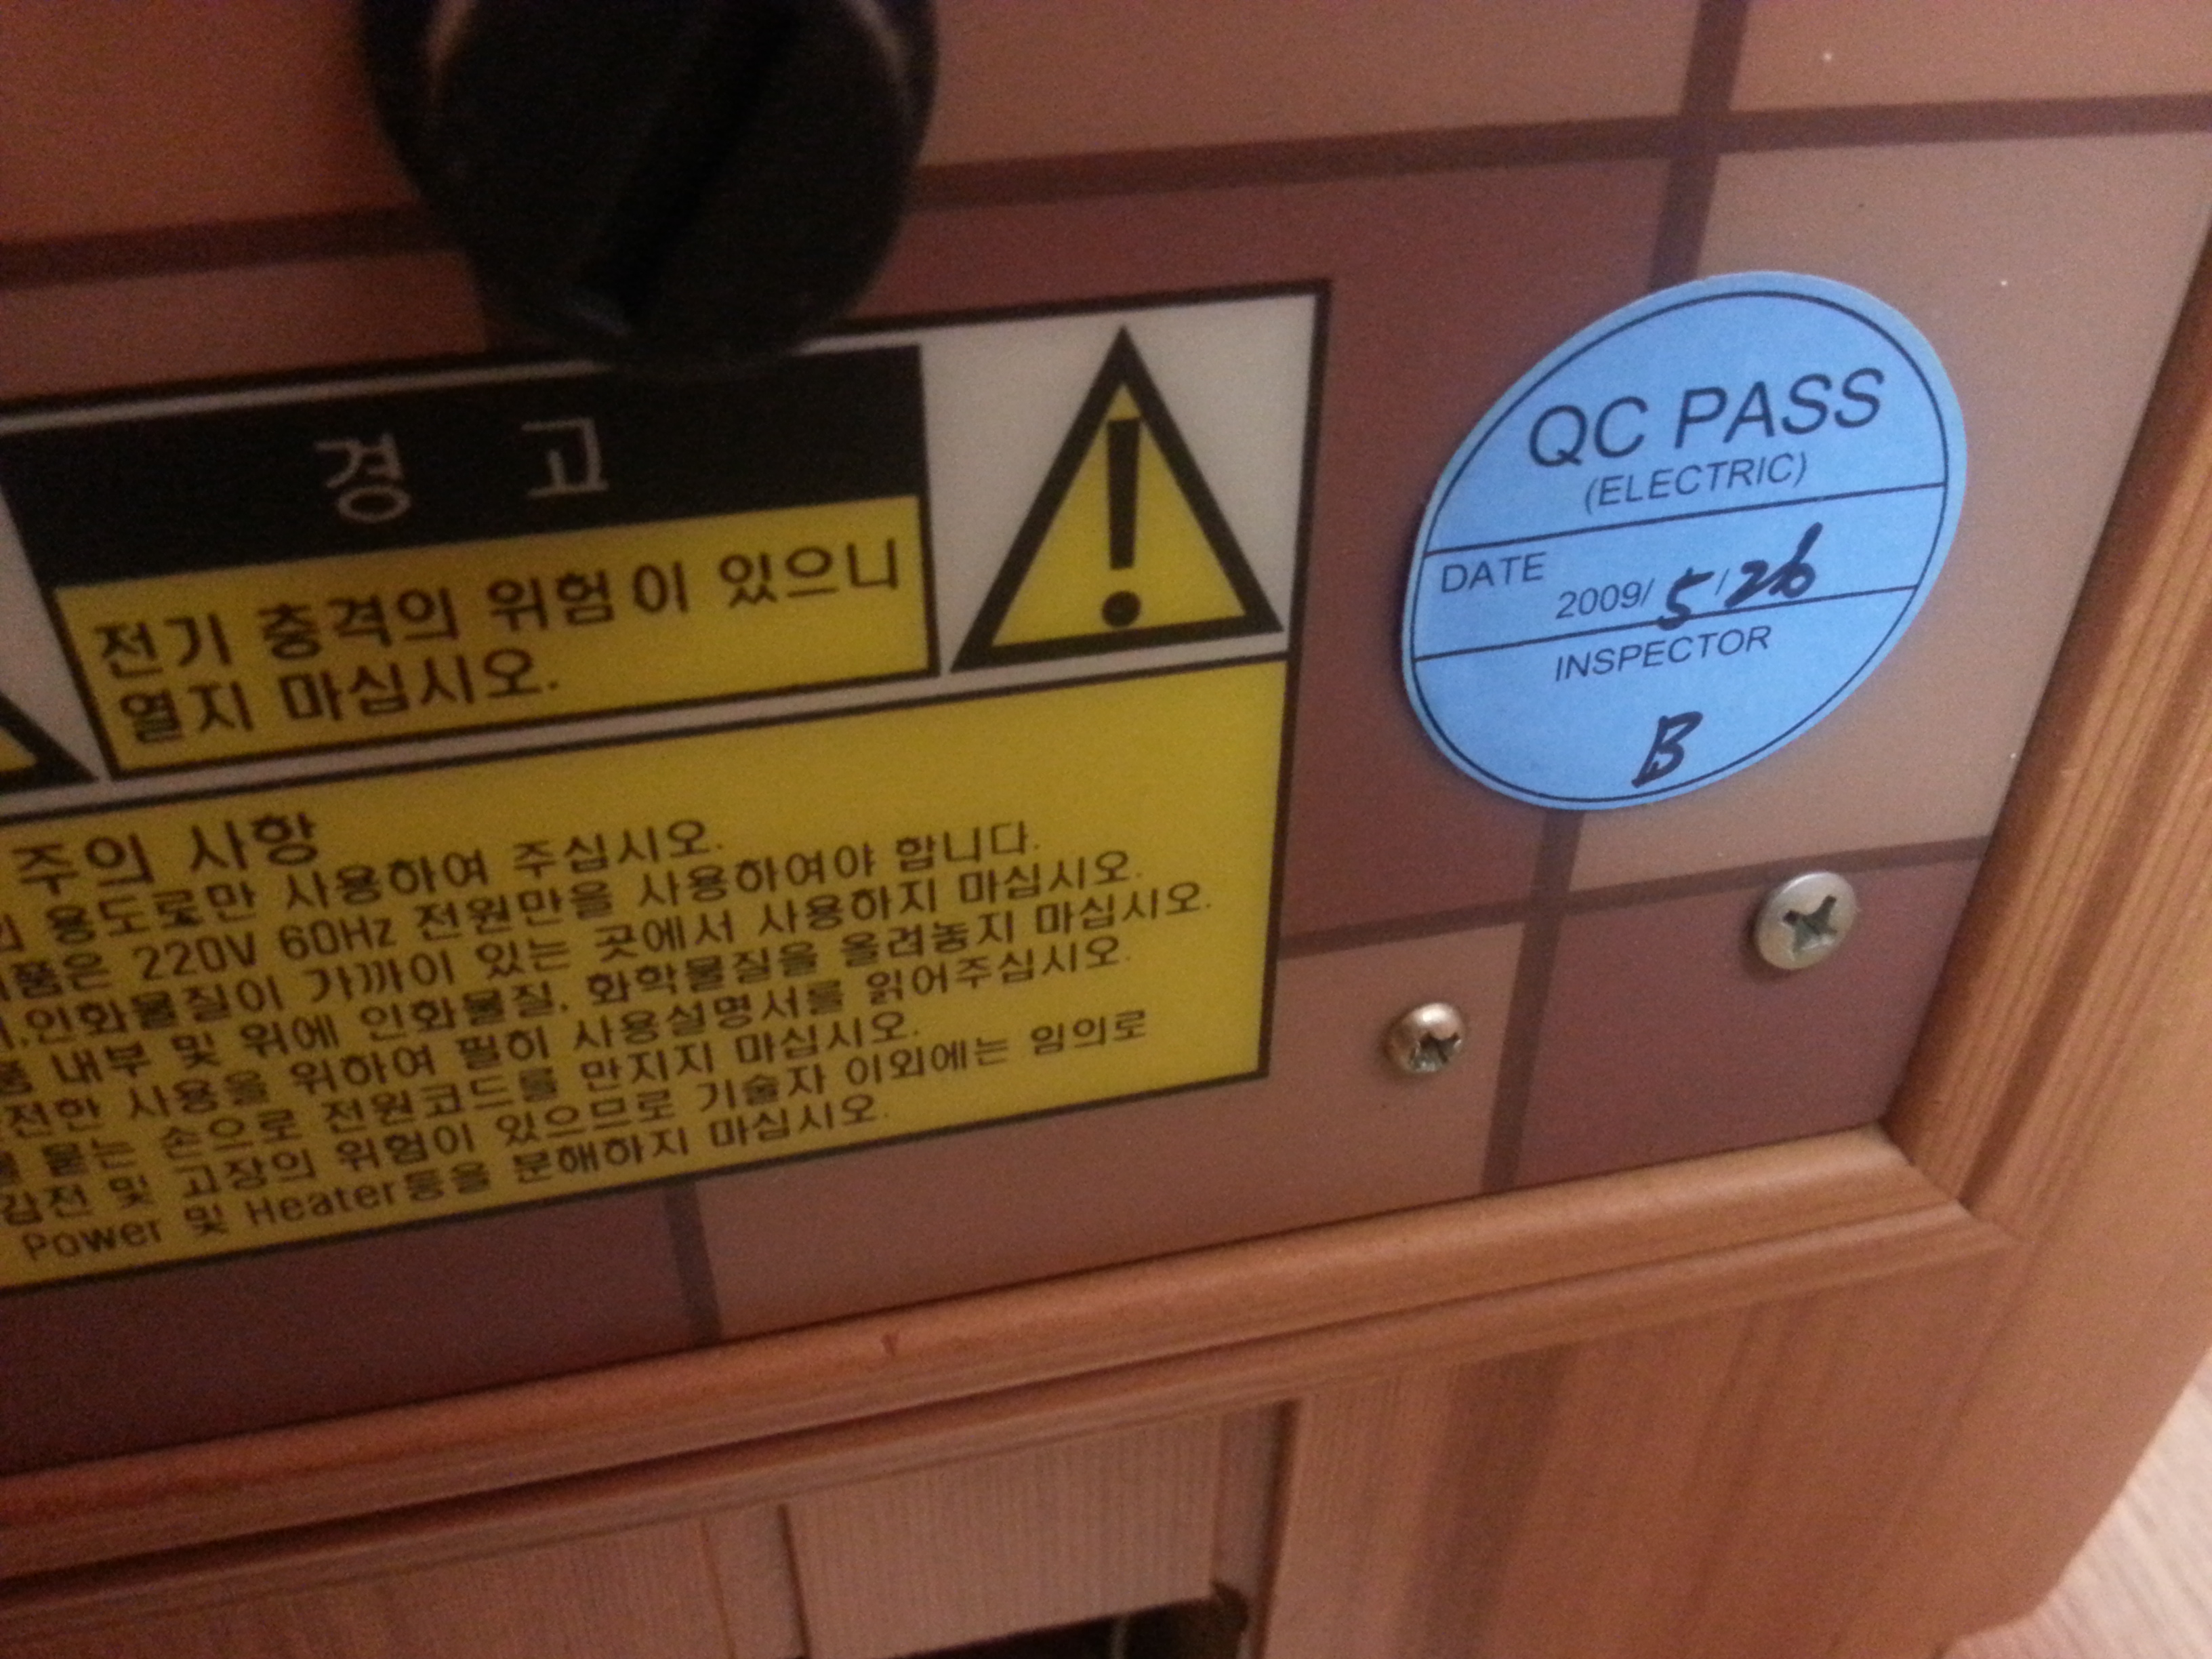 경 고
전기 충격의 위험이 있으니
열지 마십시오.
주의 사항
용도로만 사용하여 주십시오.
220V 60Hz 전원만을 사용하여야 합니다.
인화물질이 가까이 있는 곳에서 사용하지 마십시오.
내부 및 위에 인화물질, 화학물질을 올려놓지 마십시오.
사용을 위하여 필히 사용설명서를 읽어주십시오.
묻는 손으로 전원코드를 만지지 마십시오.
감전 및 고장의 위험이 있으므로 기술자 이외에는 임의로
Power 및 Heater등을 분해하지 마십시오.
QC PASS
(ELECTRIC)
DATE 2009/5/26
INSPECTOR
B